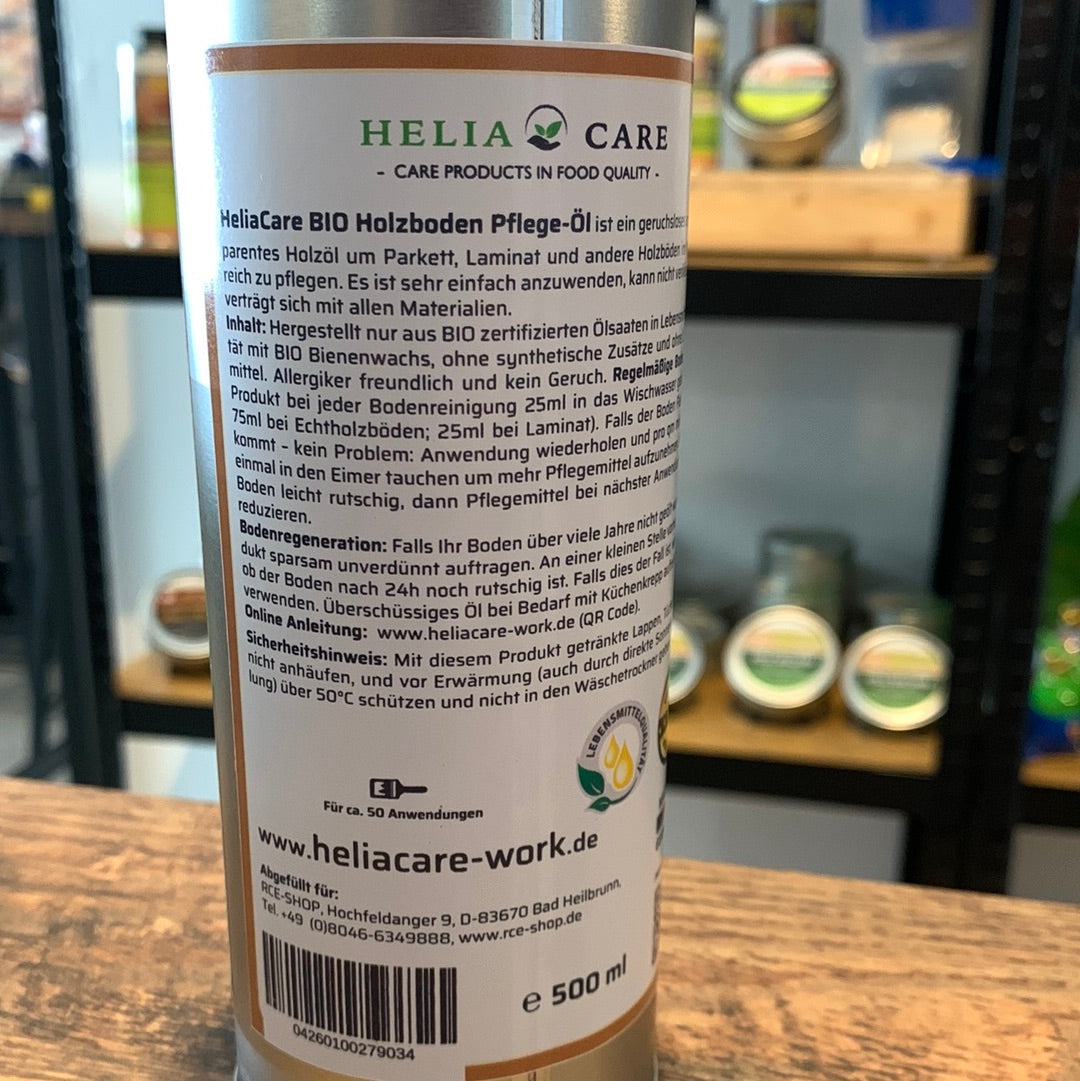 HELIA CARE
- CARE PRODUCTS IN FOOD QUALITY -
HeliaCare BIO Holzboden Pflege-Öl ist ein geruchsloses
parentes Holzöl um Parkett, Laminat und andere Holzböden
reich zu pflegen. Es ist sehr einfach anzuwenden, kann nicht
verträgt sich mit allen Materialien.
Inhalt: Hergestellt nur aus BIO zertifizierten Ölsaaten in
tät mit BIO Bienenwachs, ohne synthetische Zusätze und
mittel. Allergiker freundlich und kein Geruch. Regelmäßige
Produkt bei jeder Bodenreinigung 25ml in das Wischwasser
75ml bei Echtholzböden; 25ml bei Laminat). Falls der Boden
kommt - kein Problem: Anwendung wiederholen und pro qm
einmal in den Eimer tauchen um mehr Pflegemittel
Boden leicht rutschig, dann Pflegemittel bei nächster
reduzieren.
Bodenregeneration: Falls Ihr Boden über viele Jahre nicht
dukt sparsam unverdünnt auftragen. An einer kleinen Stelle
ob der Boden nach 24h noch rutschig ist. Falls dies der Fall ist
verwenden. Überschüssiges Öl bei Bedarf mit Küchenkrepp
Online Anleitung: www.heliacare-work.de (QR Code).
Sicherheitshinweis: Mit diesem Produkt getränkte Lappen,
nicht anhäufen, und vor Erwärmung (auch durch direkte
lung) über 50°C schützen und nicht in den Wäschetrockner
LEBENSMITTELQUALITÄT
Für ca. 50 Anwendungen
www.heliacare-work.de
Abgefüllt für:
RCE-SHOP, Hochfeldanger 9, D-83670 Bad Heilbrunn,
Tel. +49 (0)8046-6349888, www.rce-shop.de
04260100279034
e 500 ml